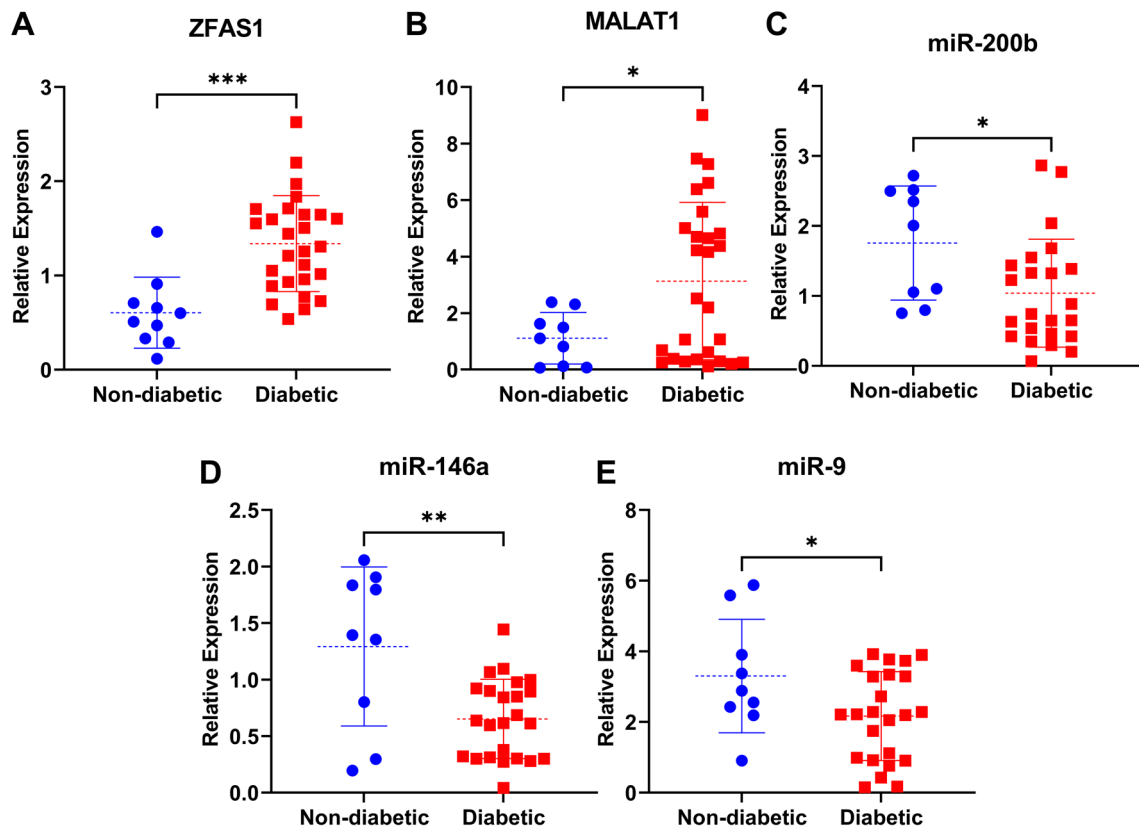 A
ZFAS1
***
Relative Expression
3
2
1
0
Non-diabetic
Diabetic
B
MALAT1
*
Relative Expression
10
8
6
4
2
0
Non-diabetic
Diabetic
C
miR-200b
*
Relative Expression
4
3
2
1
0
Non-diabetic
Diabetic
D
miR-146a
**
Relative Expression
2.5
2.0
1.5
1.0
0.5
0.0
Non-diabetic
Diabetic
E
miR-9
*
Relative Expression
8
6
4
2
0
Non-diabetic
Diabetic